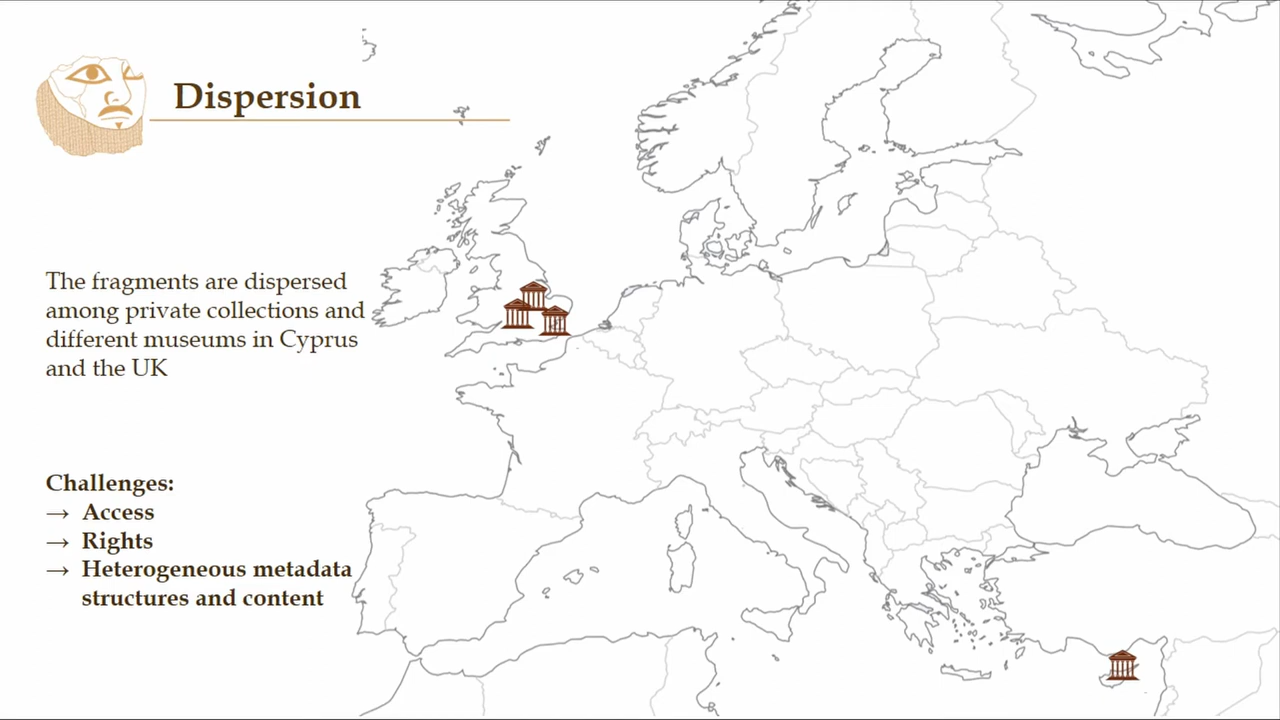 Dispersion
The fragments are dispersed
among private collections and
different museums in Cyprus
and the UK
Challenges:
→ Access
→ Rights
→ Heterogeneous metadata
structures and content